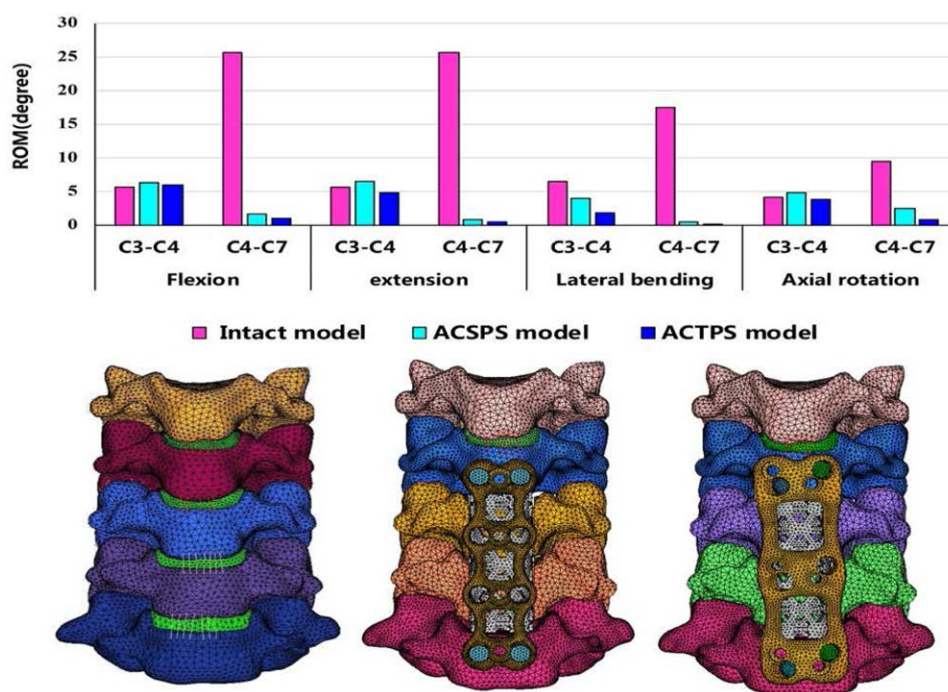 30
25
20
15
10
5
0
ROM(degree)
C3-C4 C4-C7 C3-C4 C4-C7 C3-C4 C4-C7 C3-C4 C4-C7
Flexion extension Lateral bending Axial rotation
Intact model ACSPS model ACTPS model